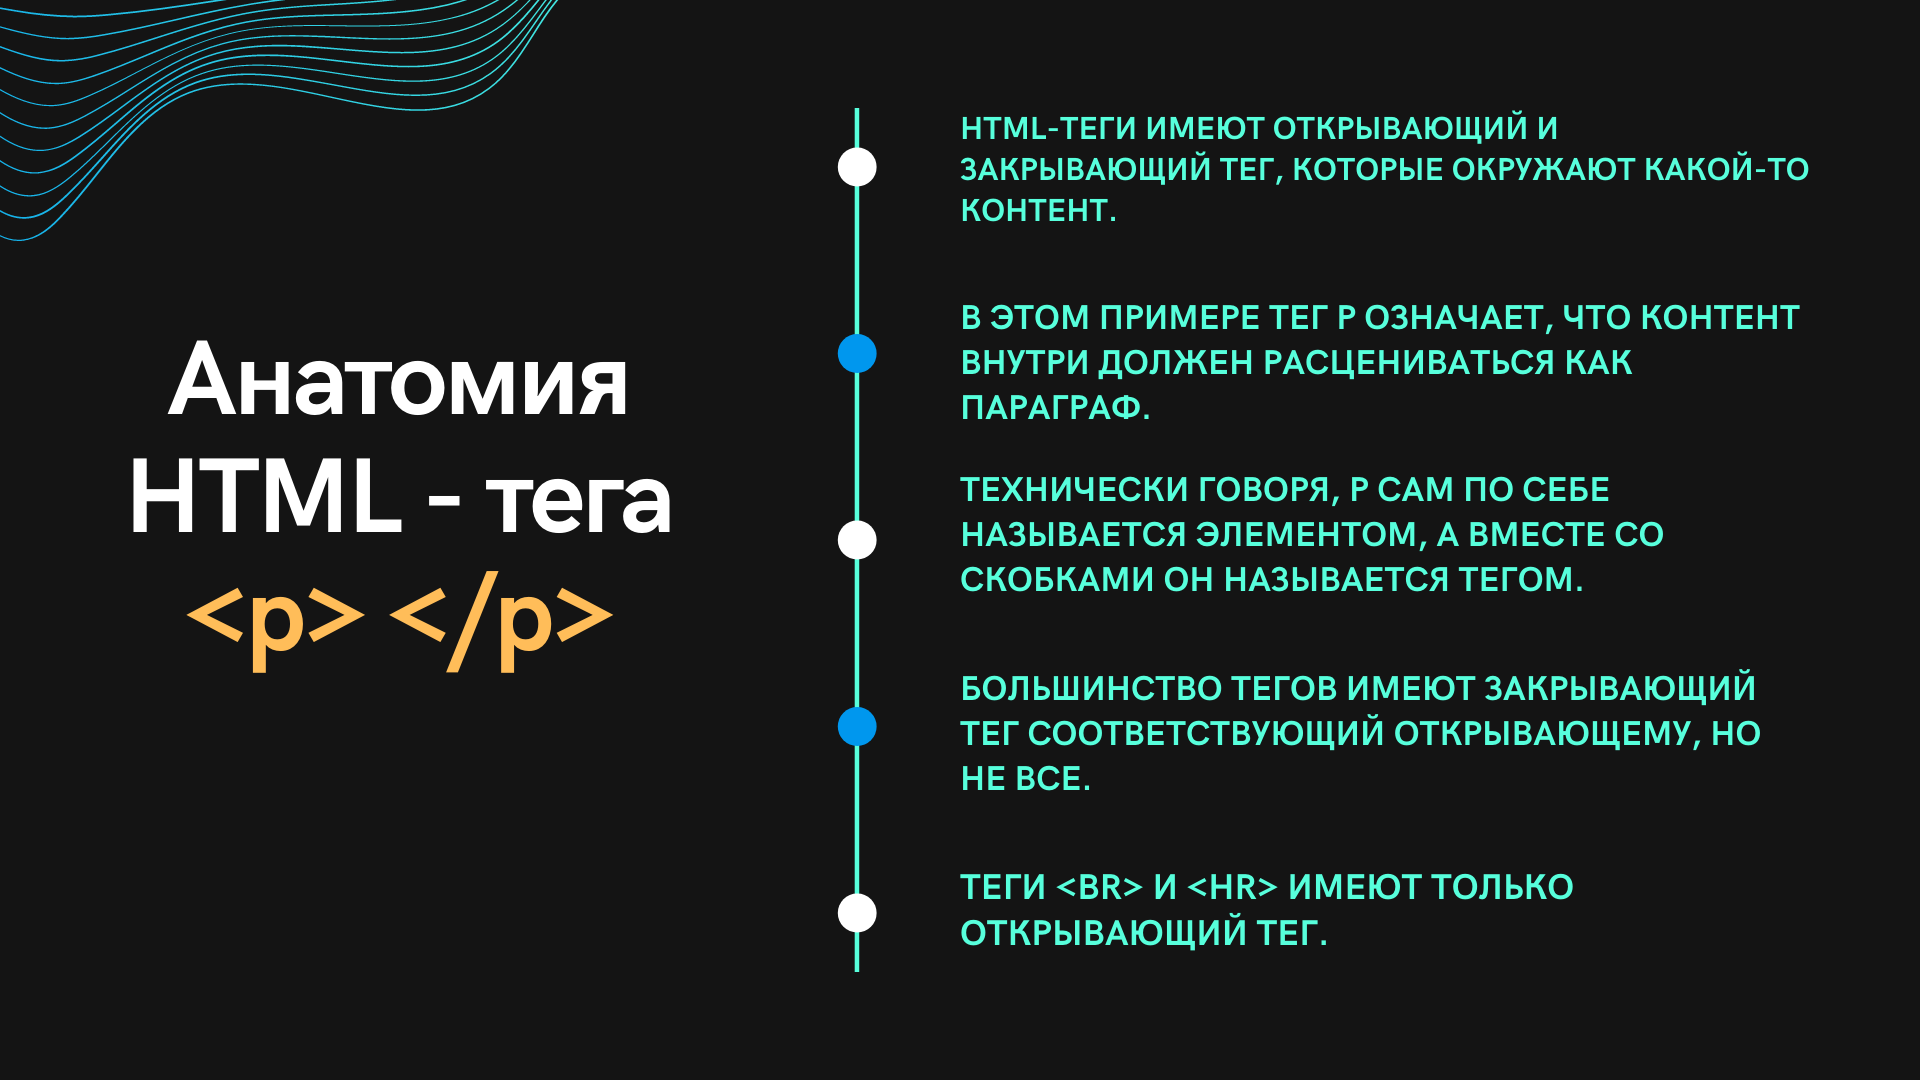 Анатомия
HTML - тега
<p> </p>
HTML-ТЕГИ ИМЕЮТ ОТКРЫВАЮЩИЙ И
ЗАКРЫВАЮЩИЙ ТЕГ, КОТОРЫЕ ОКРУЖАЮТ КАКОЙ-ТО
КОНТЕНТ.
В ЭТОМ ПРИМЕРЕ ТЕГ P ОЗНАЧАЕТ, ЧТО КОНТЕНТ
ВНУТРИ ДОЛЖЕН РАСЦЕНИВАТЬСЯ КАК
ПАРАГРАФ.
ТЕХНИЧЕСКИ ГОВОРЯ, P САМ ПО СЕБЕ
НАЗЫВАЕТСЯ ЭЛЕМЕНТОМ, А ВМЕСТЕ СО
СКОБКАМИ ОН НАЗЫВАЕТСЯ ТЕГОМ.
БОЛЬШИНСТВО ТЕГОВ ИМЕЮТ ЗАКРЫВАЮЩИЙ
ТЕГ СООТВЕТСТВУЮЩИЙ ОТКРЫВАЮЩЕМУ, НО
НЕ ВСЕ.
ТЕГИ <BR> И <HR> ИМЕЮТ ТОЛЬКО
ОТКРЫВАЮЩИЙ ТЕГ.